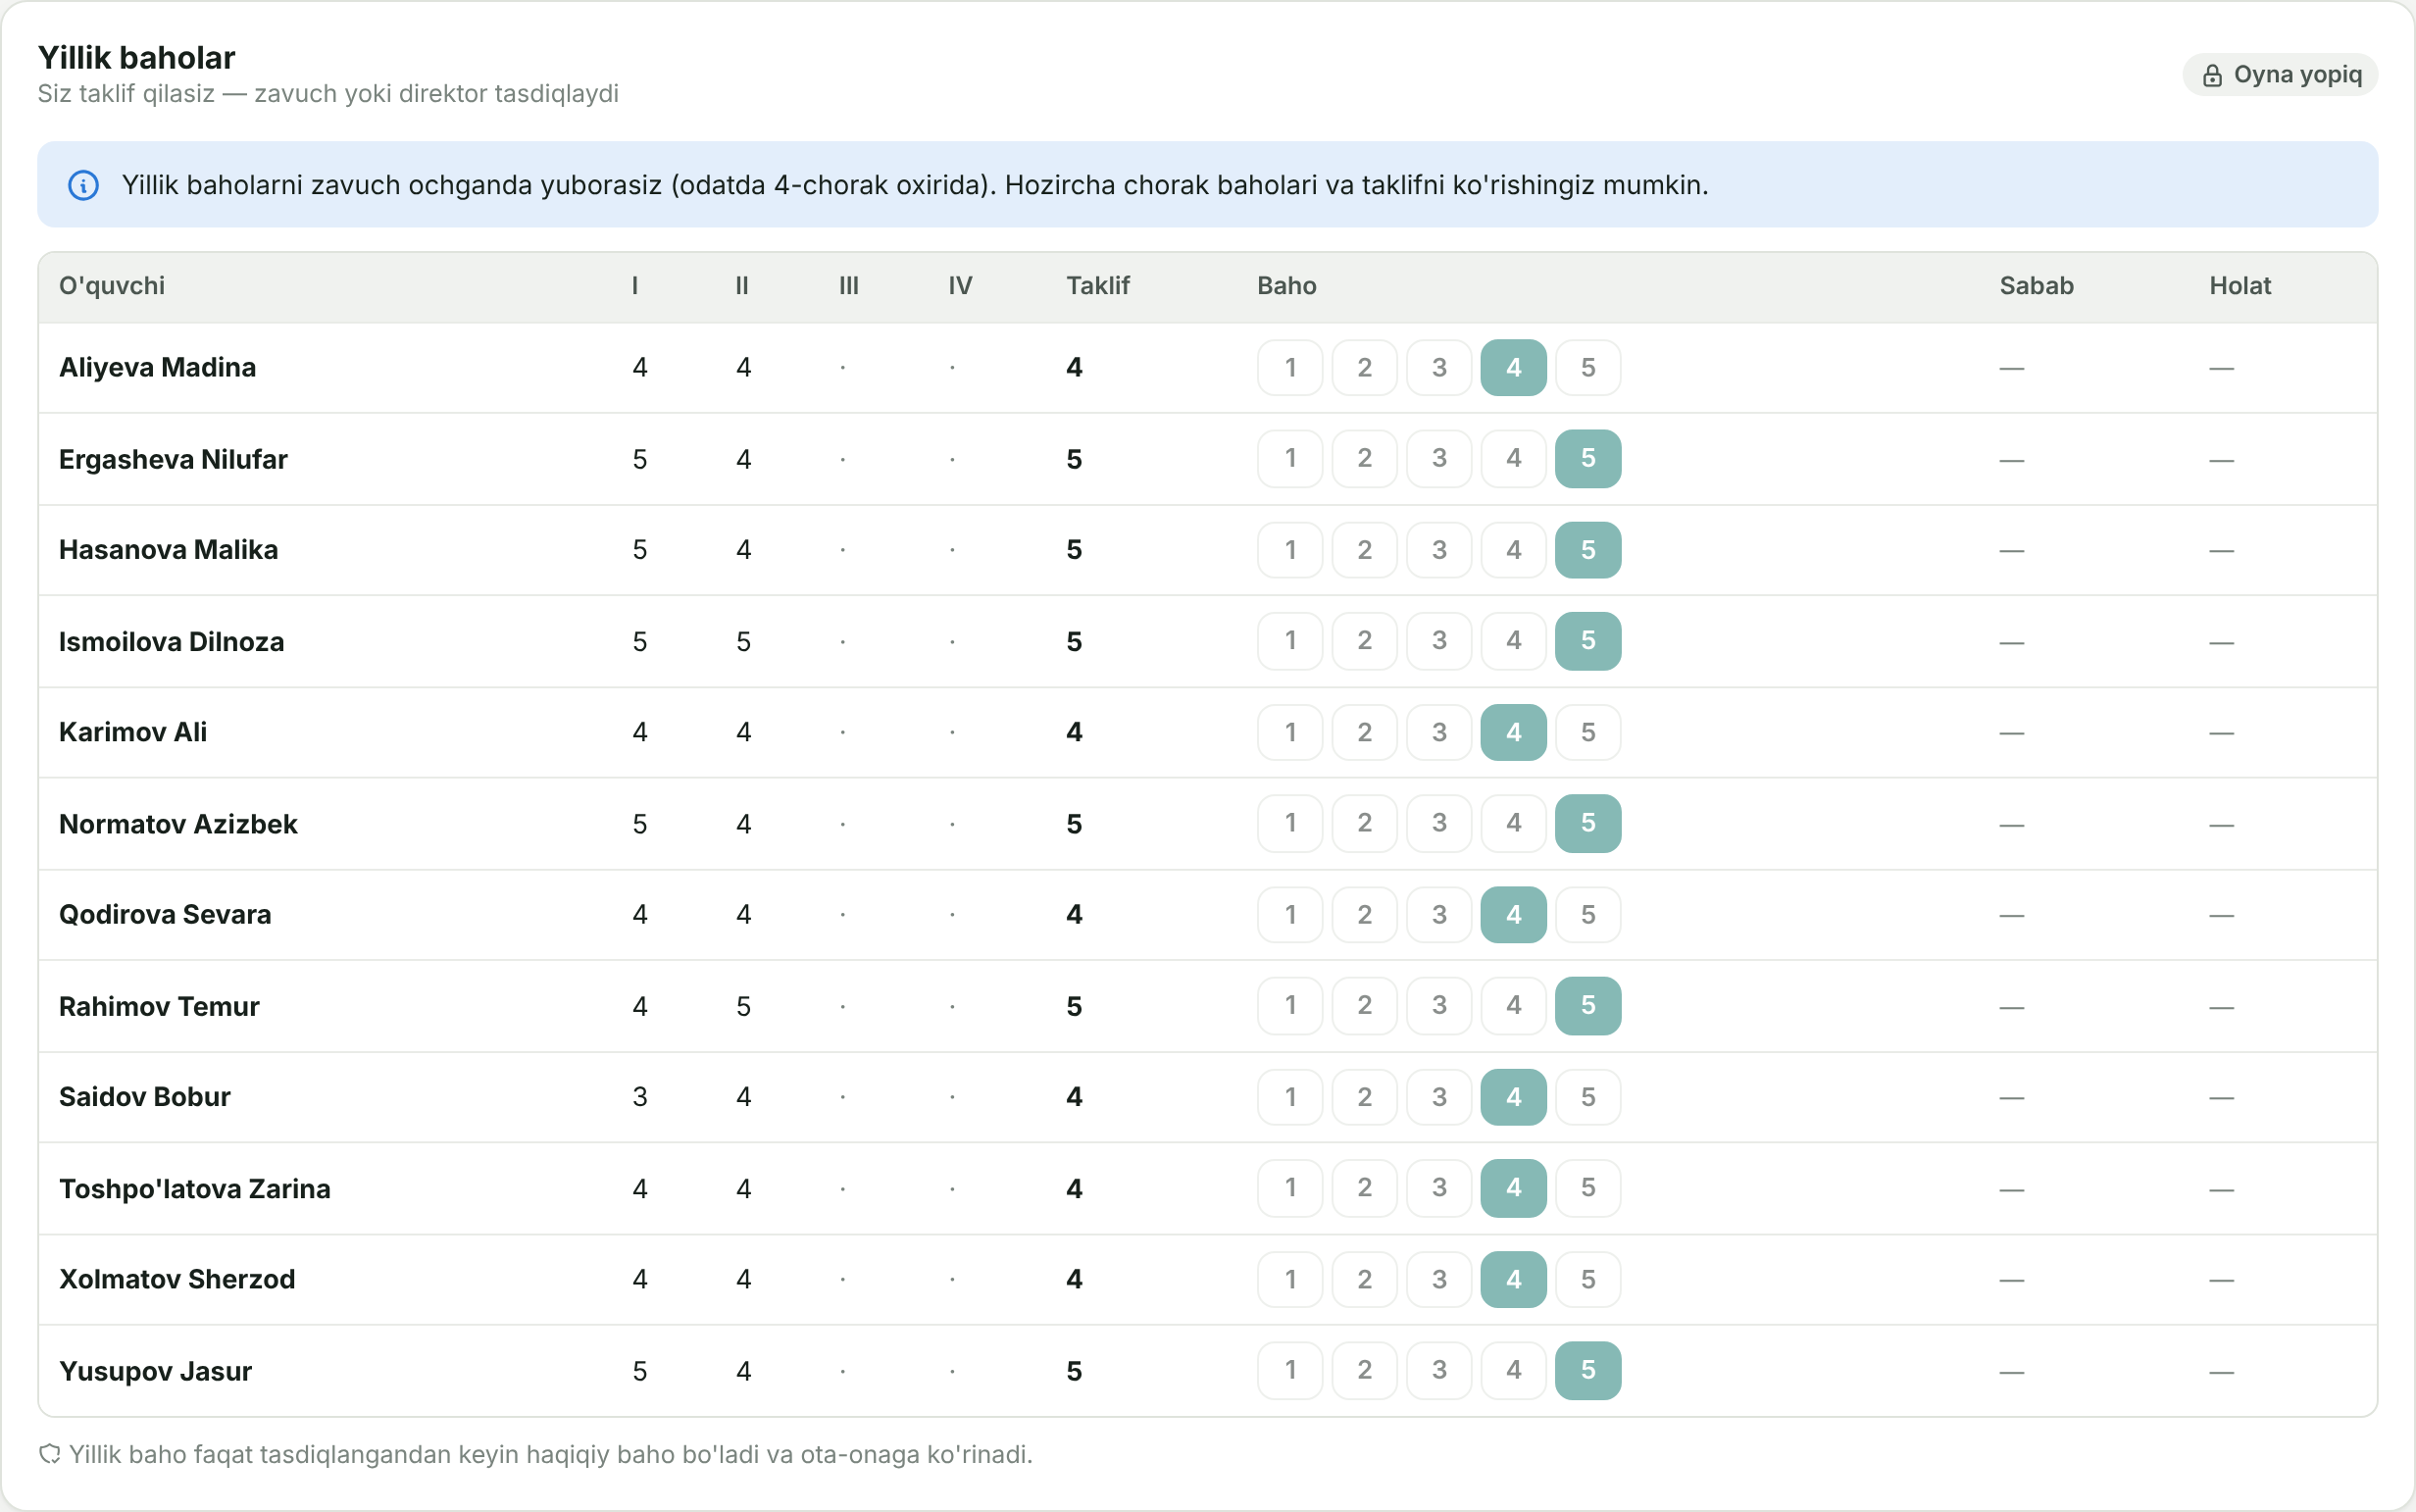 Yillik baholar
Siz taklif qilasiz — zavuch yoki direktor tasdiqlaydi
Oyna yopiq
Yillik baholarni zavuch ochganda yuborasiz (odatda 4-chorak oxirida). Hozircha chorak baholari va taklifni ko'rishingiz mumkin.
O'quvchi I II III IV Taklif Baho Sabab Holat
Aliyeva Madina 4 4 · · 4 1 2 3 4 5 — —
Ergasheva Nilufar 5 4 · · 5 1 2 3 4 5 — —
Hasanova Malika 5 4 · · 5 1 2 3 4 5 — —
Ismoilova Dilnoza 5 5 · · 5 1 2 3 4 5 — —
Karimov Ali 4 4 · · 4 1 2 3 4 5 — —
Normatov Azizbek 5 4 · · 5 1 2 3 4 5 — —
Qodirova Sevara 4 4 · · 4 1 2 3 4 5 — —
Rahimov Temur 4 5 · · 5 1 2 3 4 5 — —
Saidov Bobur 3 4 · · 4 1 2 3 4 5 — —
Toshpo'latova Zarina 4 4 · · 4 1 2 3 4 5 — —
Xolmatov Sherzod 4 4 · · 4 1 2 3 4 5 — —
Yusupov Jasur 5 4 · · 5 1 2 3 4 5 — —
Yillik baho faqat tasdiqlangandan keyin haqiqiy baho bo'ladi va ota-onaga ko'rinadi.